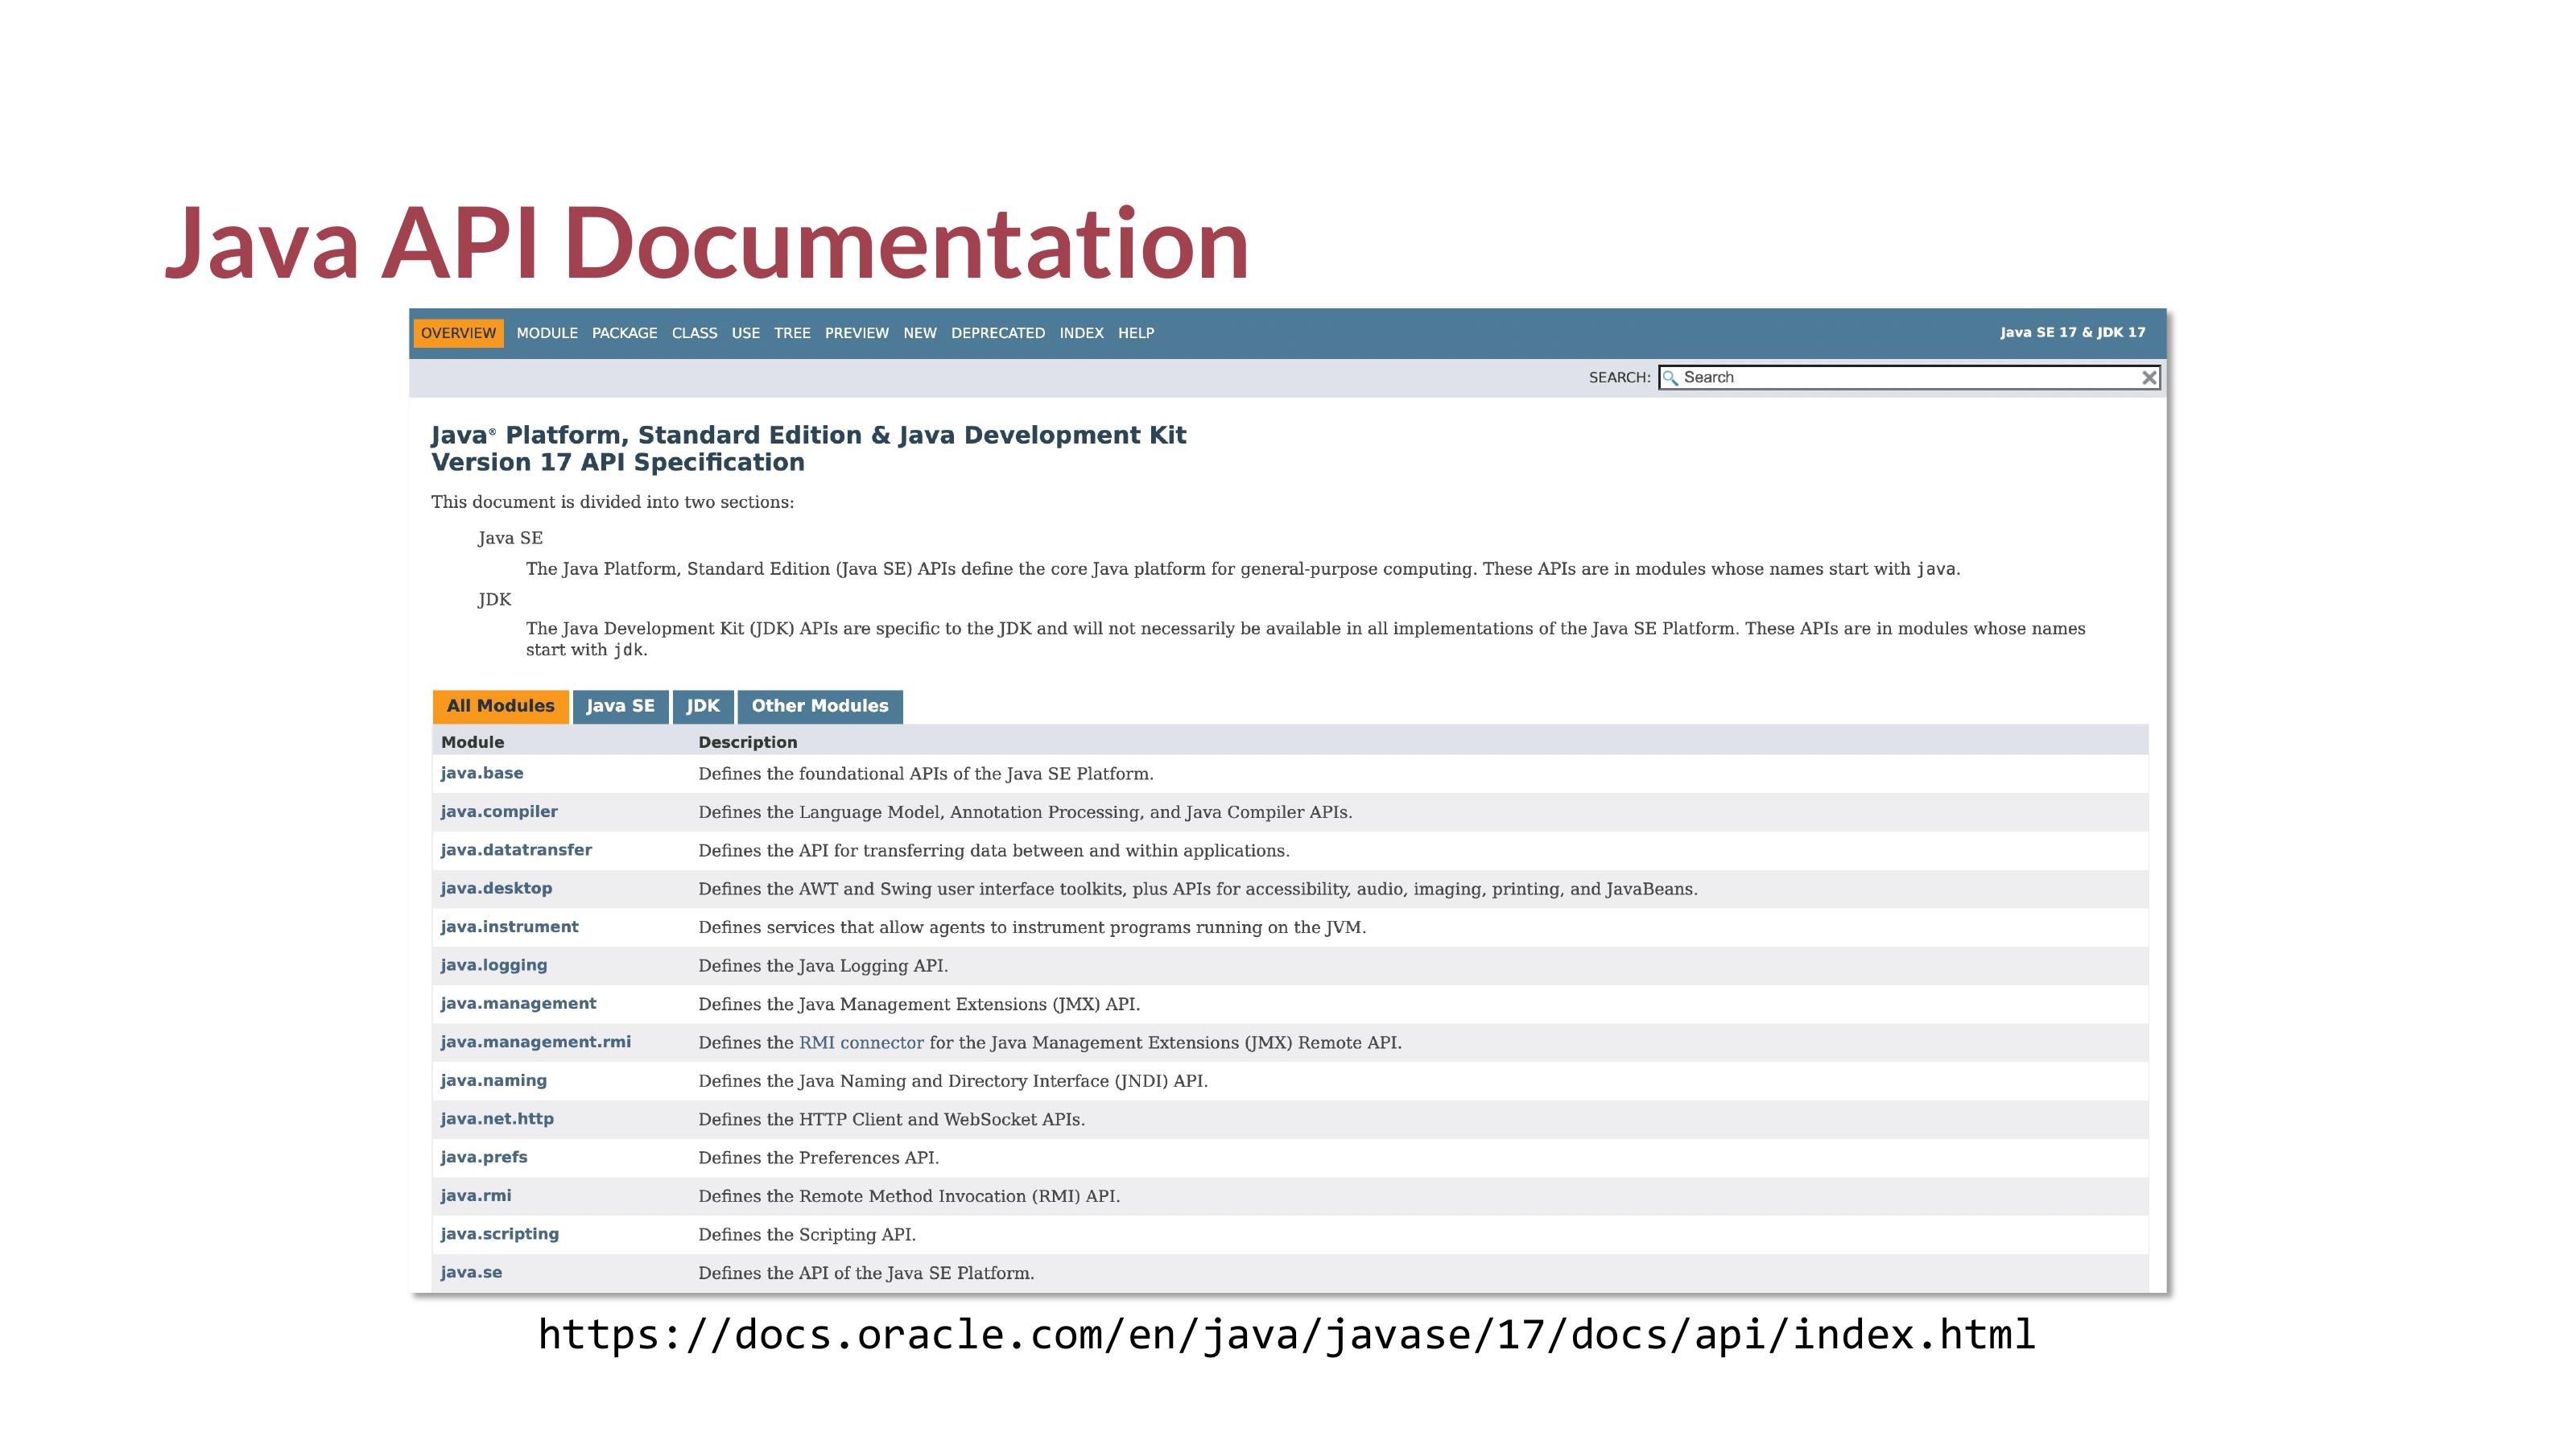 Java API Documentation
OVERVIEW MODULE PACKAGE CLASS USE TREE PREVIEW NEW DEPRECATED INDEX HELP Java SE 17 & JDK 17
SEARCH: Search
Java® Platform, Standard Edition & Java Development Kit
Version 17 API Specification
This document is divided into two sections:
Java SE
The Java Platform, Standard Edition (Java SE) APIs define the core Java platform for general-purpose computing. These APIs are in modules whose names start with java.
JDK
The Java Development Kit (JDK) APIs are specific to the JDK and will not necessarily be available in all implementations of the Java SE Platform. These APIs are in modules whose names
start with jdk.
All Modules Java SE JDK Other Modules
Module Description
java.base Defines the foundational APIs of the Java SE Platform.
java.compiler Defines the Language Model, Annotation Processing, and Java Compiler APIs.
java.datatransfer Defines the API for transferring data between and within applications.
java.desktop Defines the AWT and Swing user interface toolkits, plus APIs for accessibility, audio, imaging, printing, and JavaBeans.
java.instrument Defines services that allow agents to instrument programs running on the JVM.
java.logging Defines the Java Logging API.
java.management Defines the Java Management Extensions (JMX) API.
java.management.rmi Defines the RMI connector for the Java Management Extensions (JMX) Remote API.
java.naming Defines the Java Naming and Directory Interface (JNDI) API.
java.net.http Defines the HTTP Client and WebSocket APIs.
java.prefs Defines the Preferences API.
java.rmi Defines the Remote Method Invocation (RMI) API.
java.scripting Defines the Scripting API.
java.se Defines the API of the Java SE Platform.
https://docs.oracle.com/en/java/javase/17/docs/api/index.html